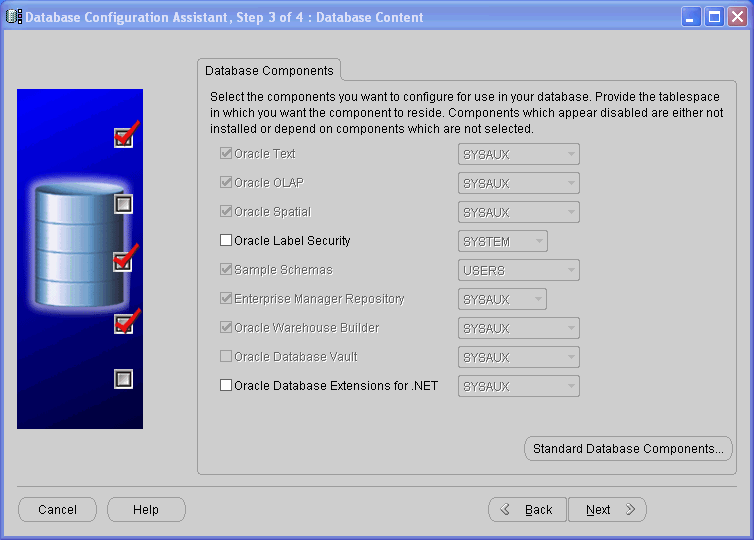 Database Configuration Assistant, Step 3 of 4 : Database Content
Database Components
Select the components you want to configure for use in your database. Provide the tablespace
in which you want the component to reside. Components which appear disabled are either not
installed or depend on components which are not selected.
Oracle Text SYSAUX
Oracle OLAP SYSAUX
Oracle Spatial SYSAUX
Oracle Label Security SYSTEM
Sample Schemas USERS
Enterprise Manager Repository SYSAUX
Oracle Warehouse Builder SYSAUX
Oracle Database Vault SYSAUX
Oracle Database Extensions for .NET SYSAUX
Standard Database Components...
Cancel Help Back Next